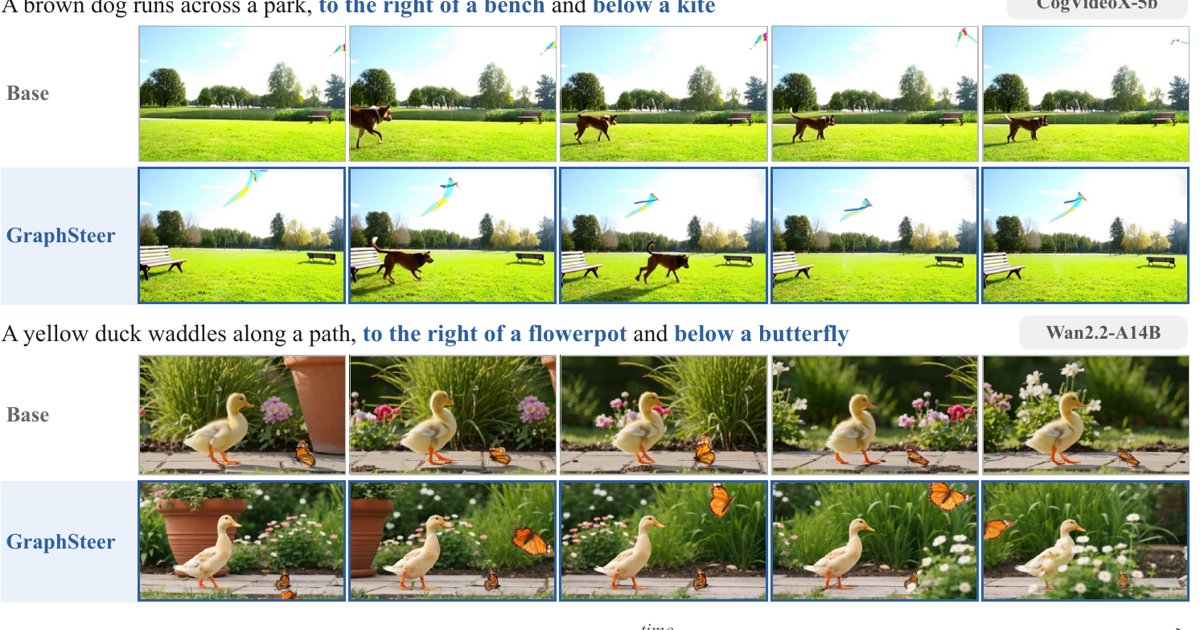 A brown dog runs across a park, to the right of a bench and below a kite
CogVideoX-5b
Base
GraphSteer
A yellow duck waddles along a path, to the right of a flowerpot and below a butterfly
Wan2.2-A14B
Base
GraphSteer
time